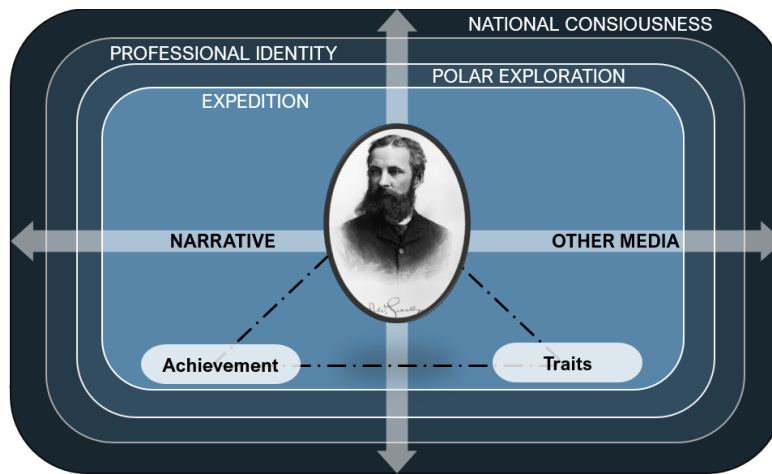 NATIONAL CONSIOUSNESS
PROFESSIONAL IDENTITY
POLAR EXPLORATION
EXPEDITION
NARRATIVE
OTHER MEDIA
Achievement
Traits